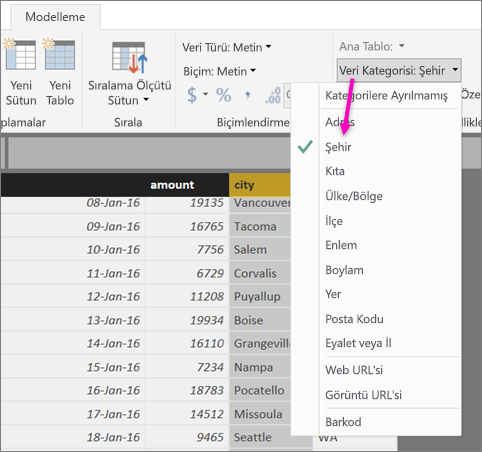 Modelleme
Yeni Sütun
Yeni Tablo
plamalar
Sıralama Ölçütü Sütun
Sırala
Veri Türü: Metin
Biçim: Metin
$ % , .00
Biçimlendirme
Ana Tablo:
Veri Kategorisi: Şehir
Özel
llikle
Kategorilere Ayrılmamış
Adres
Şehir
Kıta
Ülke/Bölge
İlçe
Enlem
Boylam
Yer
Posta Kodu
Eyalet veya İl
Web URL'si
Görüntü URL'si
Barkod
amount city
08-Jan-16 19135 Vancouver
09-Jan-16 16765 Tacoma
10-Jan-16 7756 Salem
11-Jan-16 6729 Corvalis
12-Jan-16 11208 Puyallup
13-Jan-16 19934 Boise
14-Jan-16 16110 Grangeville
15-Jan-16 7234 Nampa
16-Jan-16 18783 Pocatello
17-Jan-16 14512 Missoula
18-Jan-16 9465 Seattle WA